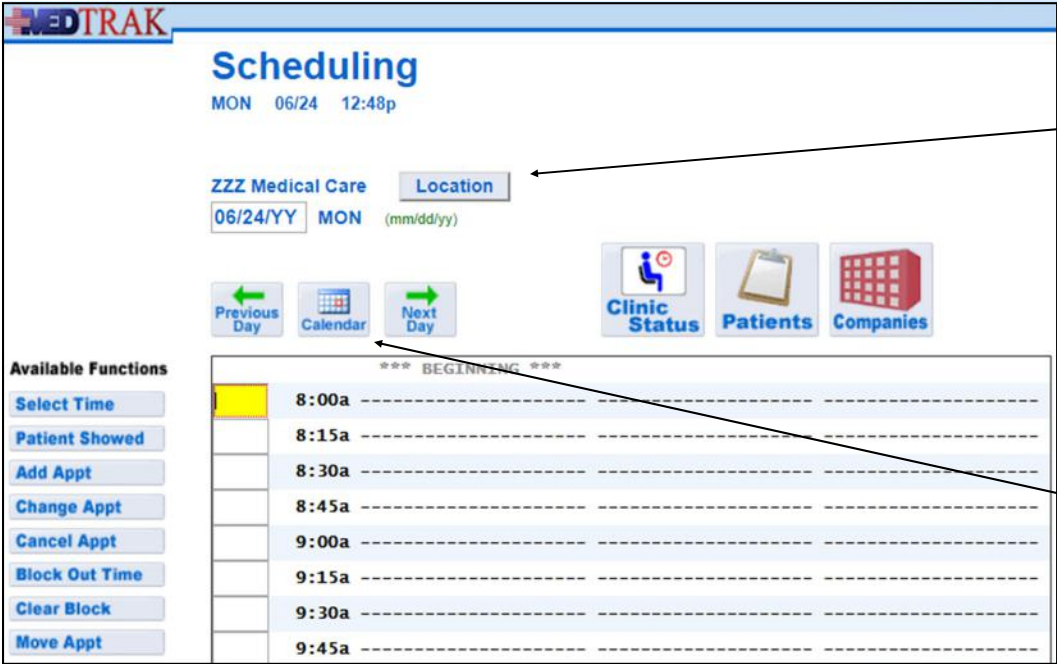 MEDTRAK
Scheduling
MON 06/24 12:48p
ZZZ Medical Care Location
06/24/YY MON (mm/dd/yy)
Previous Day
Calendar
Next Day
Clinic Status
Patients
Companies
Available Functions
*** BEGINNING ***
Select Time
8:00a ----------------------- ---------------------- ----------------------
Patient Showed
8:15a ----------------------- ---------------------- ----------------------
Add Appt
8:30a ----------------------- ---------------------- ----------------------
Change Appt
8:45a ----------------------- ---------------------- ----------------------
Cancel Appt
9:00a ----------------------- ---------------------- ----------------------
Block Out Time
9:15a ----------------------- ---------------------- ----------------------
Clear Block
9:30a ----------------------- ---------------------- ----------------------
Move Appt
9:45a ----------------------- ---------------------- ----------------------